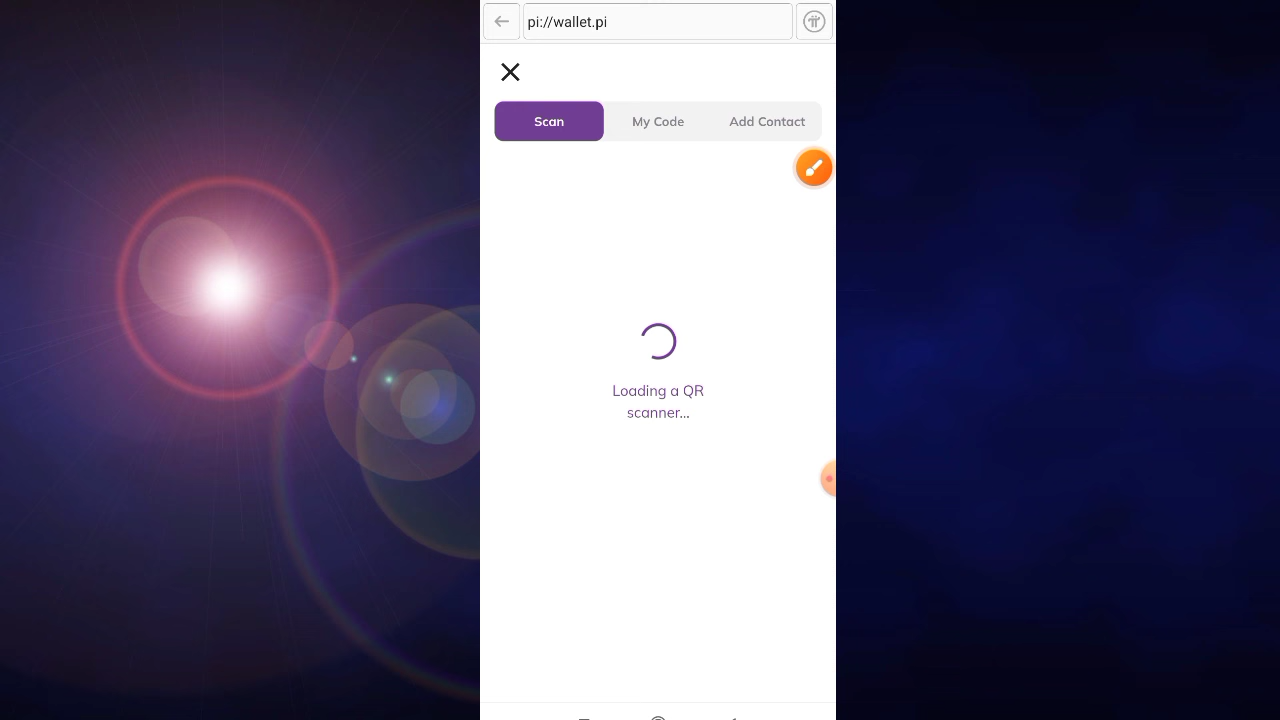 pi://wallet.pi
Scan
My Code
Add Contact
Loading a QR
scanner...